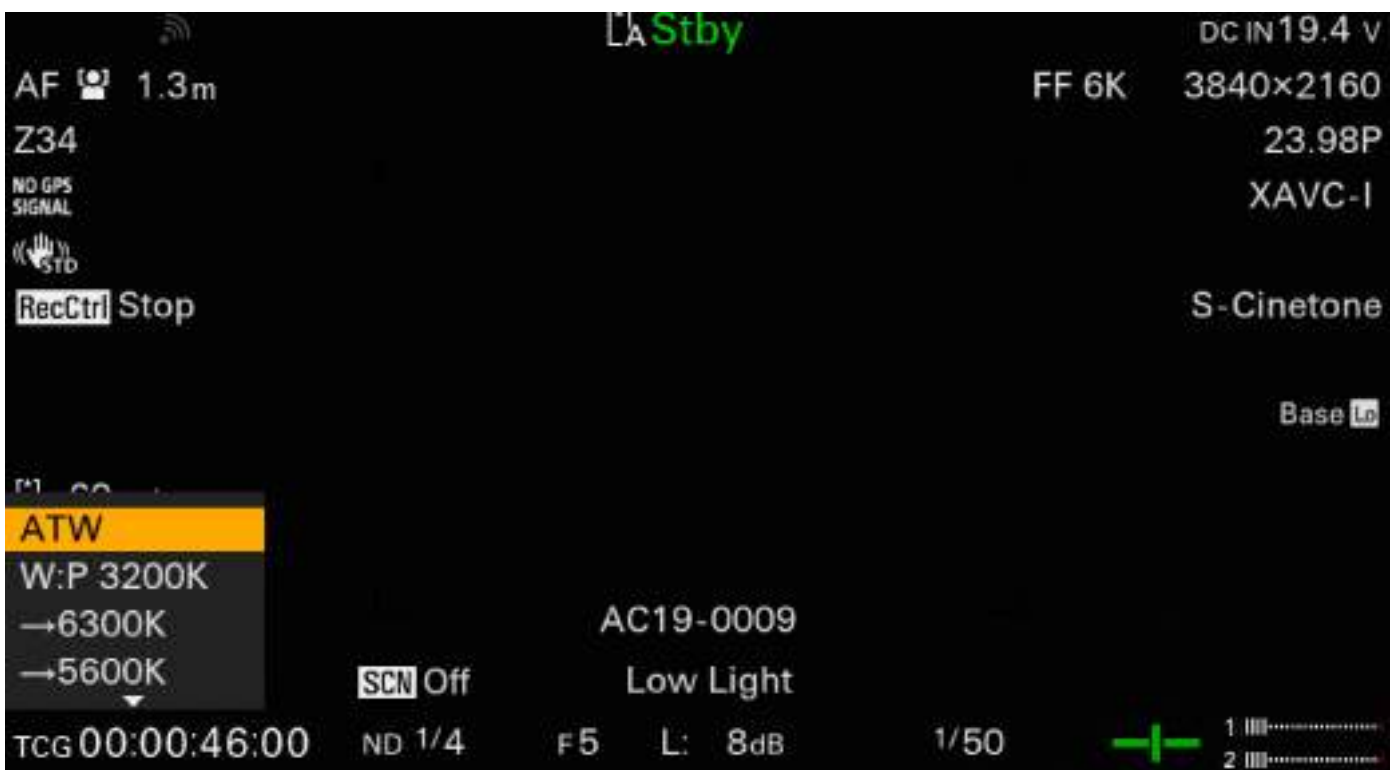 A Stby DC IN 19.4 V
AF 1.3m FF 6K 3840×2160
Z34 23.98P
NO GPS
SIGNAL
XAVC-I
STD
RecCtrl Stop S-Cinetone
Base Lo
ATW
W:P 3200K
→6300K AC19-0009
→5600K SCN Off Low Light
TCG 00:00:46:00 ND 1/4 F5 L: 8dB 1/50 1
2